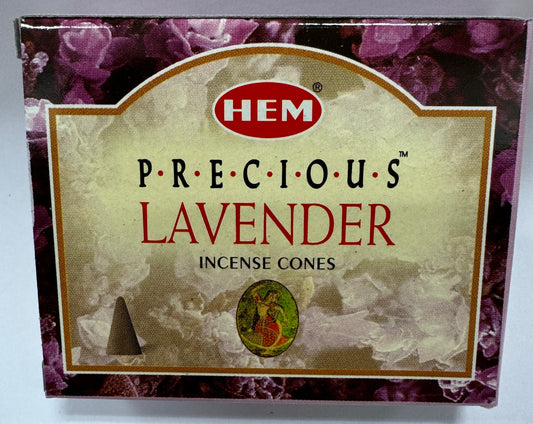 HEM®
P·R·E·C·I·O·U·S™
LAVENDER
INCENSE CONES